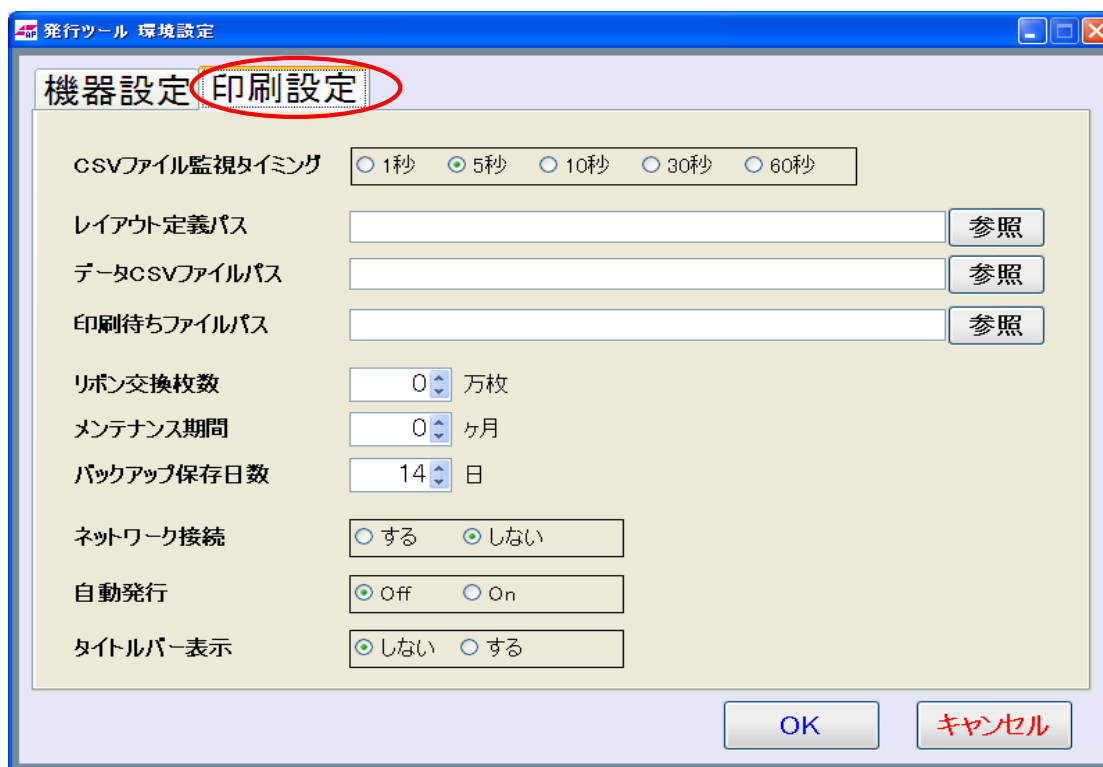 発行ツール 環境設定
機器設定 印刷設定
CSVファイル監視タイミング 1秒 5秒 10秒 30秒 60秒
レイアウト定義パス 参照
データCSVファイルパス 参照
印刷待ちファイルパス 参照
リボン交換枚数 0 万枚
メンテナンス期間 0 ヶ月
バックアップ保存日数 14 日
ネットワーク接続 する しない
自動発行 Off On
タイトルバー表示 しない する
OK キャンセル